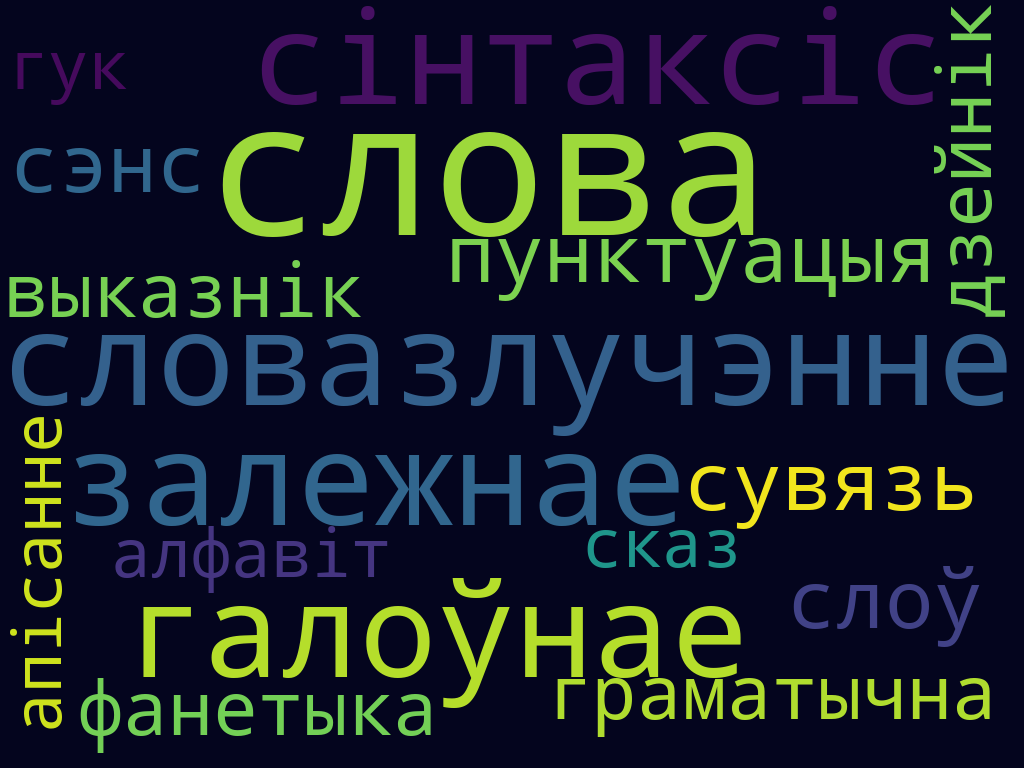 гук
сінтаксіс
дзейнік
сэнс
слова
пунктуацыя
выказнік
словазлучэнне
апісанне
залежнае
сувязь
алфавіт
сказ
галоўнае
слоў
фанетыка
граматычна